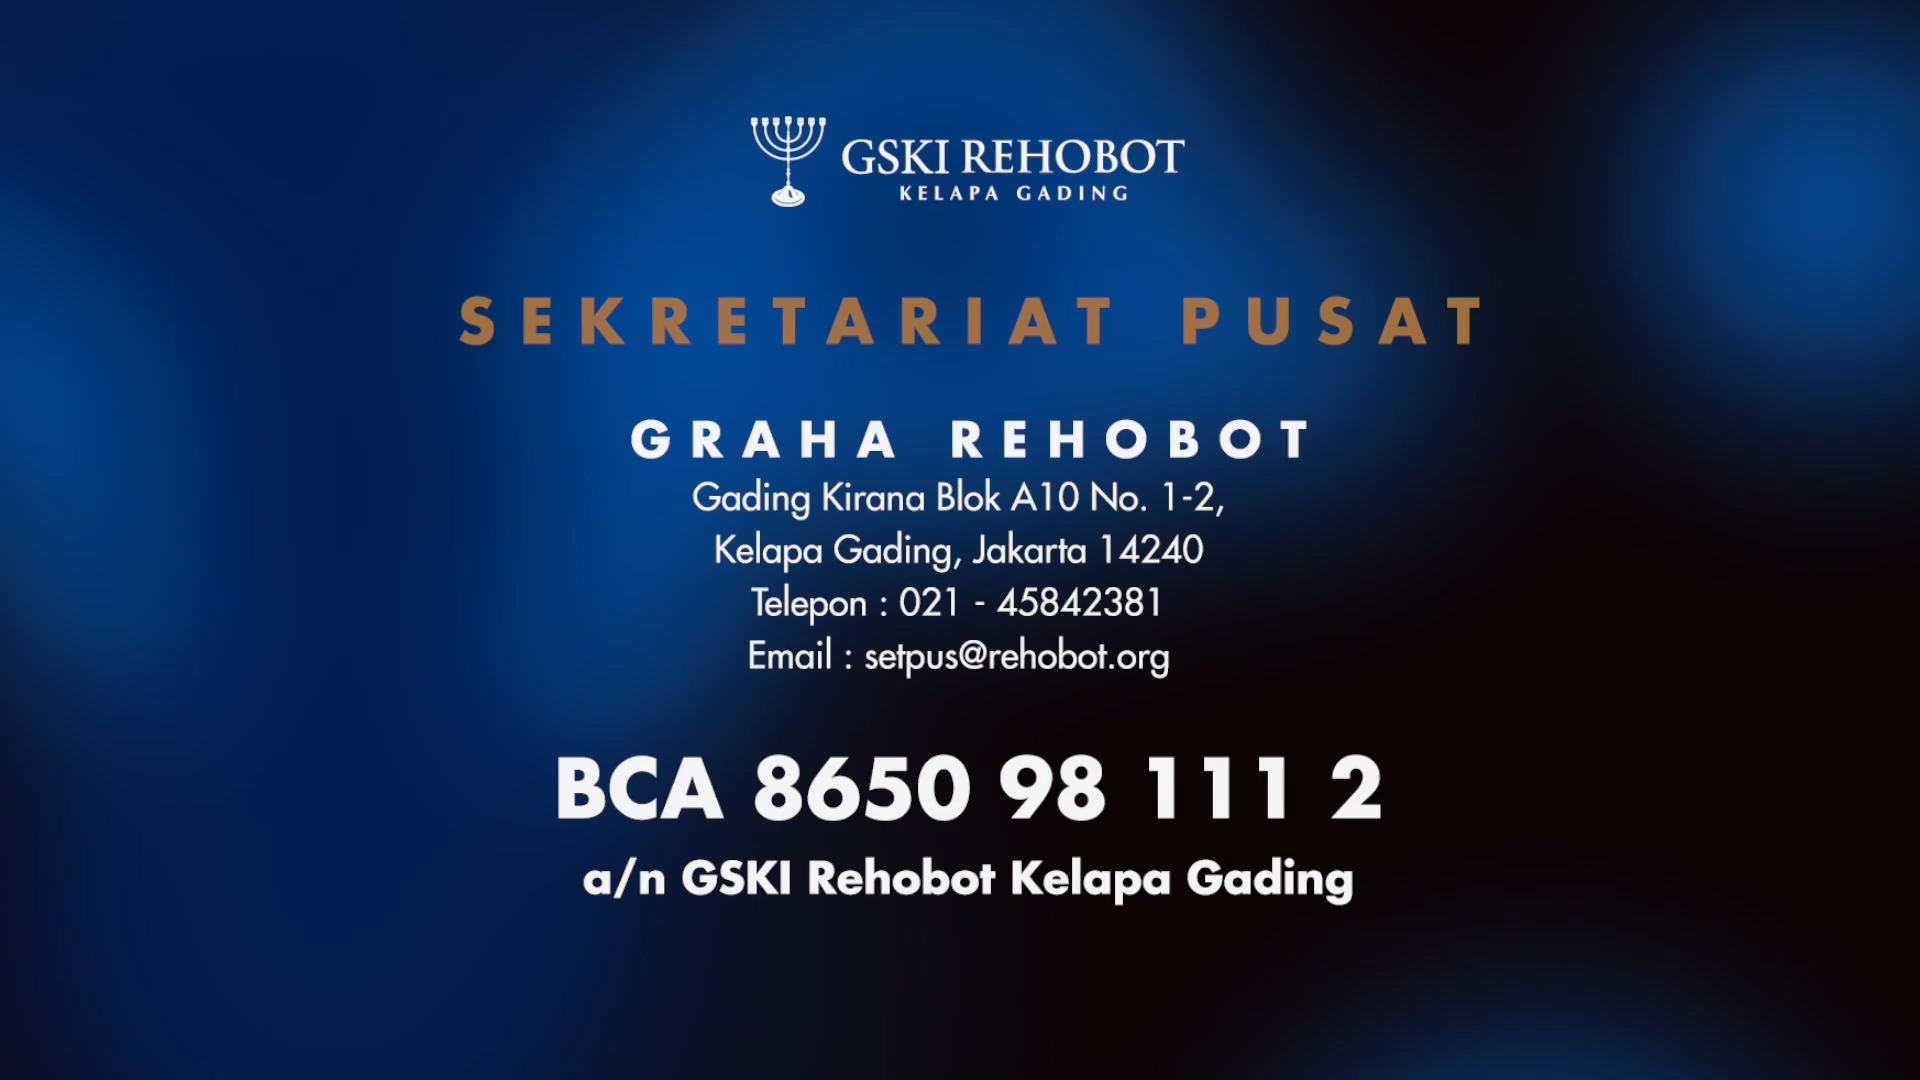 GSKI REHOBOT
KELAPA GADING
SEKRETARIAT PUSAT
GRAHA REHOBOT
Gading Kirana Blok A10 No. 1-2,
Kelapa Gading, Jakarta 14240
Telepon : 021 - 45842381
Email : setpus@rehobot.org
BCA 8650 98 111 2
a/n GSKI Rehobot Kelapa Gading